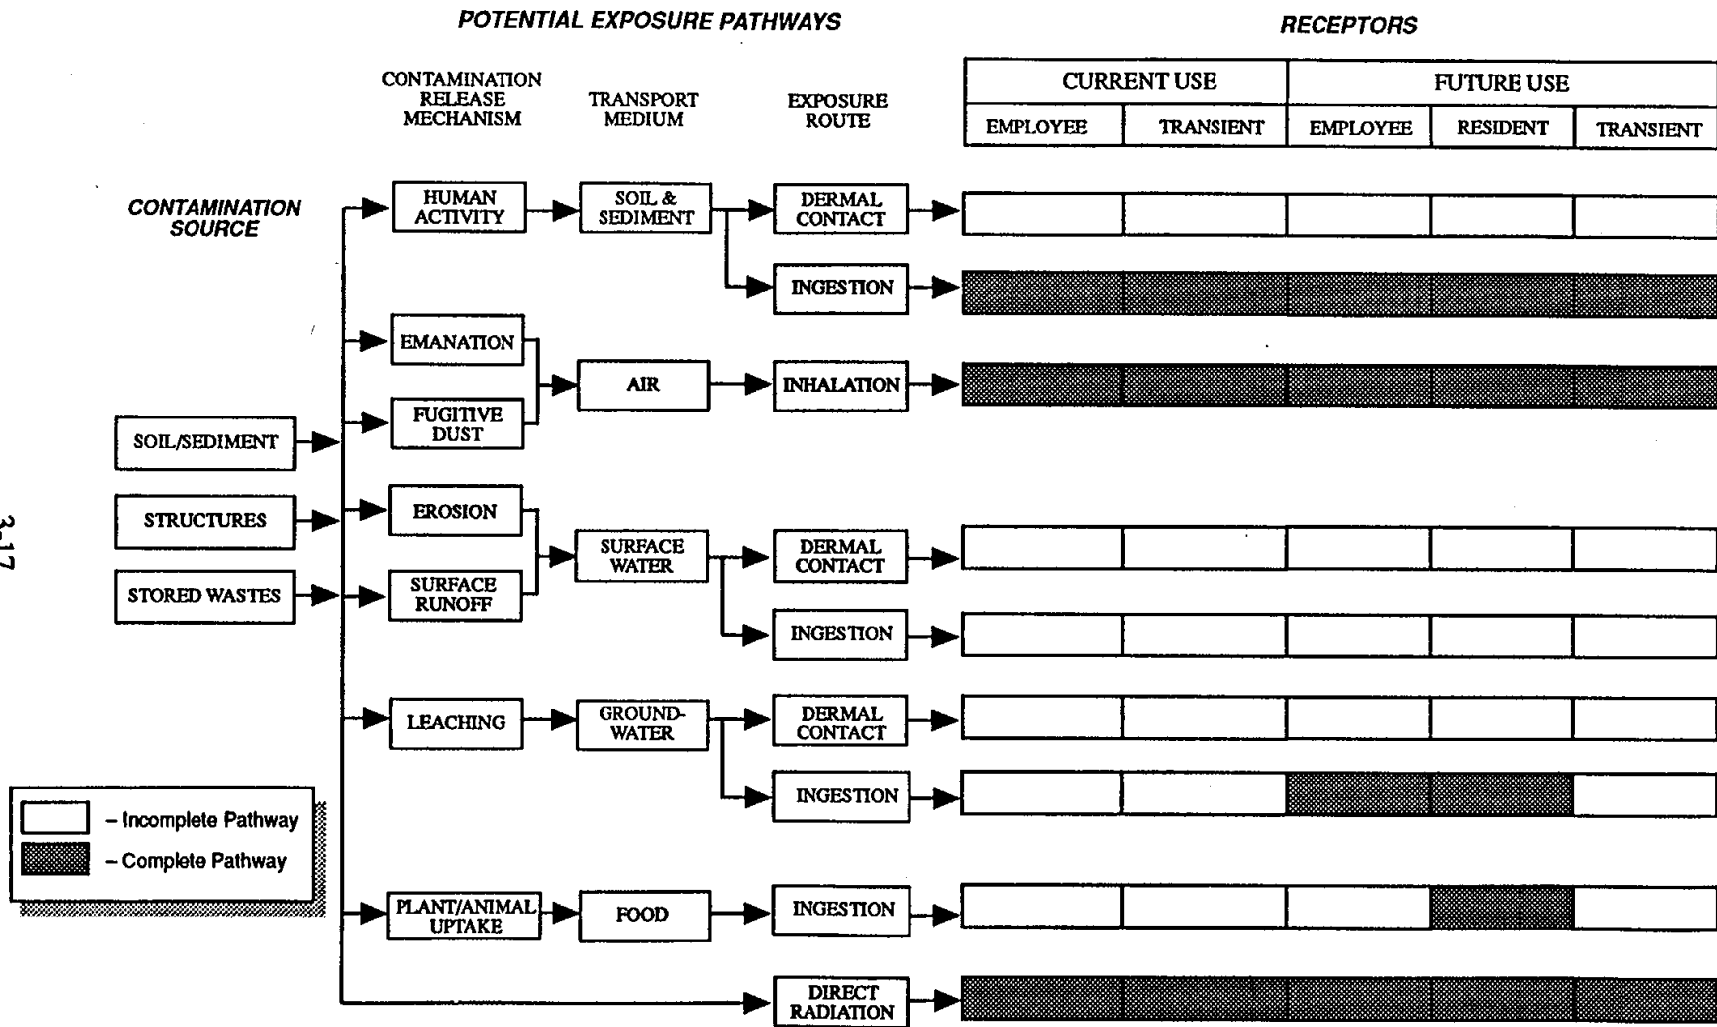 POTENTIAL EXPOSURE PATHWAYS
RECEPTORS
CONTAMINATION
RELEASE
MECHANISM
TRANSPORT
MEDIUM
EXPOSURE
ROUTE
CURRENT USE
FUTURE USE
EMPLOYEE
TRANSIENT
EMPLOYEE
RESIDENT
TRANSIENT
CONTAMINATION
SOURCE
HUMAN
ACTIVITY
SOIL &
SEDIMENT
DERMAL
CONTACT
INGESTION
EMANATION
AIR
INHALATION
FUGITIVE
DUST
SOIL/SEDIMENT
STRUCTURES
STORED WASTES
EROSION
SURFACE
WATER
DERMAL
CONTACT
SURFACE
RUNOFF
INGESTION
LEACHING
GROUND-
WATER
DERMAL
CONTACT
INGESTION
– Incomplete Pathway
– Complete Pathway
PLANT/ANIMAL
UPTAKE
FOOD
INGESTION
DIRECT
RADIATION
3-17